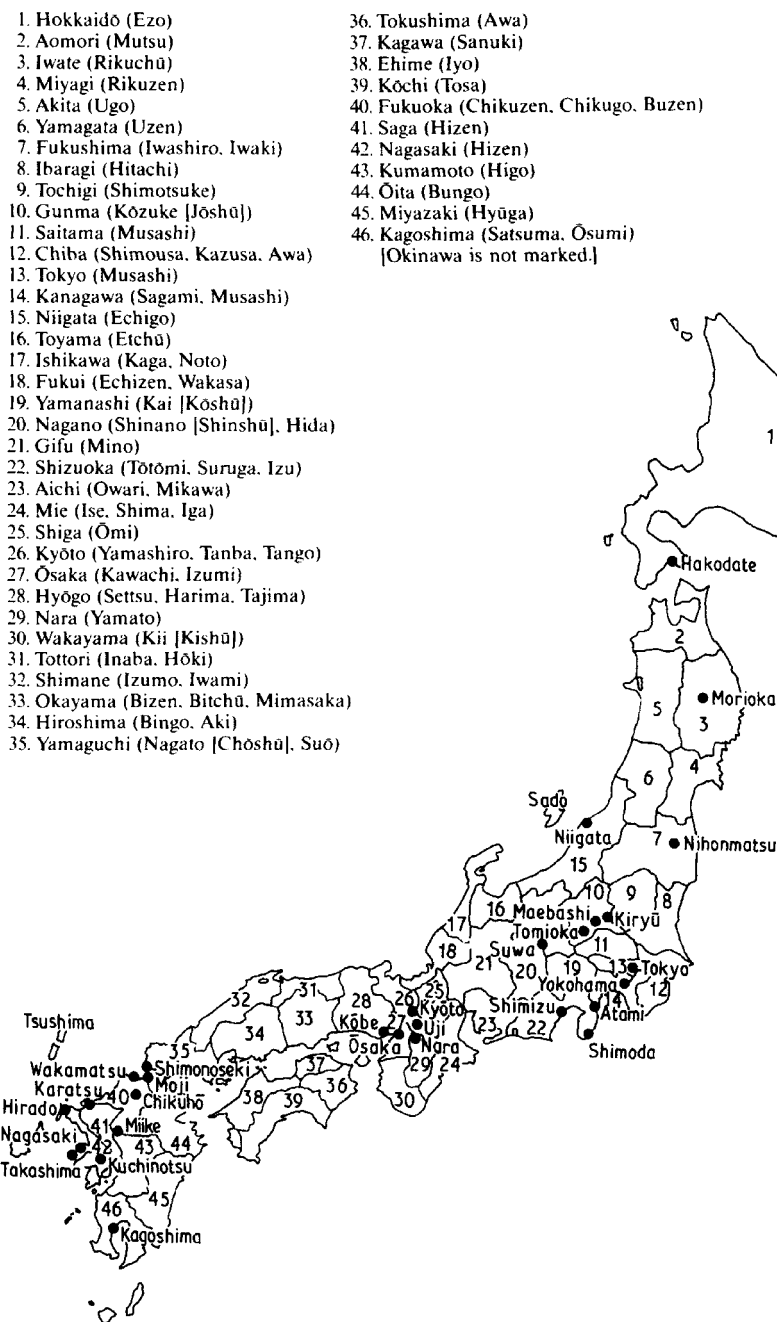 1. Hokkaidō (Ezo)
2. Aomori (Mutsu)
3. Iwate (Rikuchū)
4. Miyagi (Rikuzen)
5. Akita (Ugo)
6. Yamagata (Uzen)
7. Fukushima (Iwashiro, Iwaki)
8. Ibaragi (Hitachi)
9. Tochigi (Shimotsuke)
10. Gunma (Kōzuke [Jōshū])
11. Saitama (Musashi)
12. Chiba (Shimousa, Kazusa, Awa)
13. Tokyo (Musashi)
14. Kanagawa (Sagami, Musashi)
15. Niigata (Echigo)
16. Toyama (Etchū)
17. Ishikawa (Kaga, Noto)
18. Fukui (Echizen, Wakasa)
19. Yamanashi (Kai [Kōshū])
20. Nagano (Shinano [Shinshū], Hida)
21. Gifu (Mino)
22. Shizuoka (Tōtōmi, Suruga, Izu)
23. Aichi (Owari, Mikawa)
24. Mie (Ise, Shima, Iga)
25. Shiga (Ōmi)
26. Kyōto (Yamashiro, Tanba, Tango)
27. Ōsaka (Kawachi, Izumi)
28. Hyōgo (Settsu, Harima, Tajima)
29. Nara (Yamato)
30. Wakayama (Kii [Kishū])
31. Tottori (Inaba, Hōki)
32. Shimane (Izumo, Iwami)
33. Okayama (Bizen, Bitchū, Mimasaka)
34. Hiroshima (Bingo, Aki)
35. Yamaguchi (Nagato [Chōshū], Suō)
36. Tokushima (Awa)
37. Kagawa (Sanuki)
38. Ehime (Iyo)
39. Kōchi (Tosa)
40. Fukuoka (Chikuzen, Chikugo, Buzen)
41. Saga (Hizen)
42. Nagasaki (Hizen)
43. Kumamoto (Higo)
44. Ōita (Bungo)
45. Miyazaki (Hyūga)
46. Kagoshima (Satsuma, Ōsumi)
[Okinawa is not marked.]
1
Hakodate
2
Morioka
5
3
4
6
Sadō
Niigata
7
Nihonmatsu
15
10
9
8
16
Maebashi
Kiryū
17
Tomioka
11
18
Suwa
21
20
19
13
Tokyo
Yokohama
12
14
32
31
28
26
25
Kyōto
Shimizu
Atami
33
Kōbe
27
Uji
23
22
Tsushima
34
Ōsaka
Nara
Shimoda
35
Shimonoseki
29
24
Wakamatsu
37
Moji
Karatsu
40
Chikuhō
36
38
39
30
Hirado
41
Miike
Nagasaki
42
43
44
Takashima
Kuchinotsu
45
46
Kagoshima